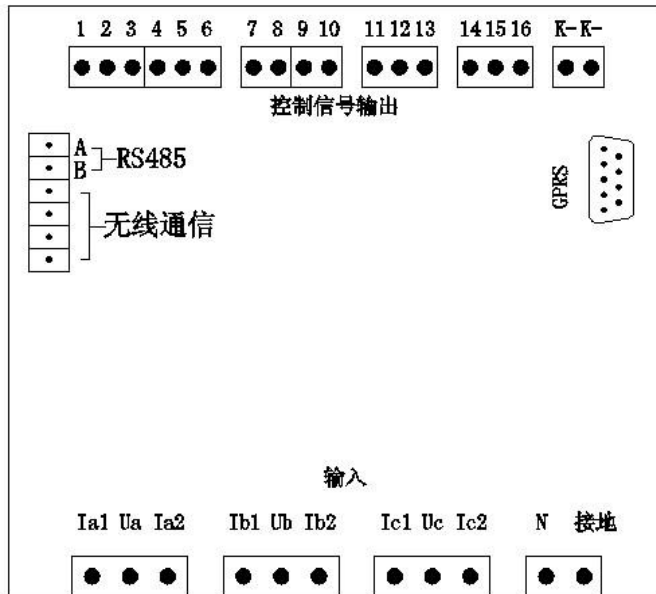 1 2 3 4 5 6 7 8 9 10 11 12 13 14 15 16 K- K-
控制信号输出
A
B
RS485
无线通信
GPRS
输入
Ia1 Ua Ia2 Ib1 Ub Ib2 Ic1 Uc Ic2 N 接地